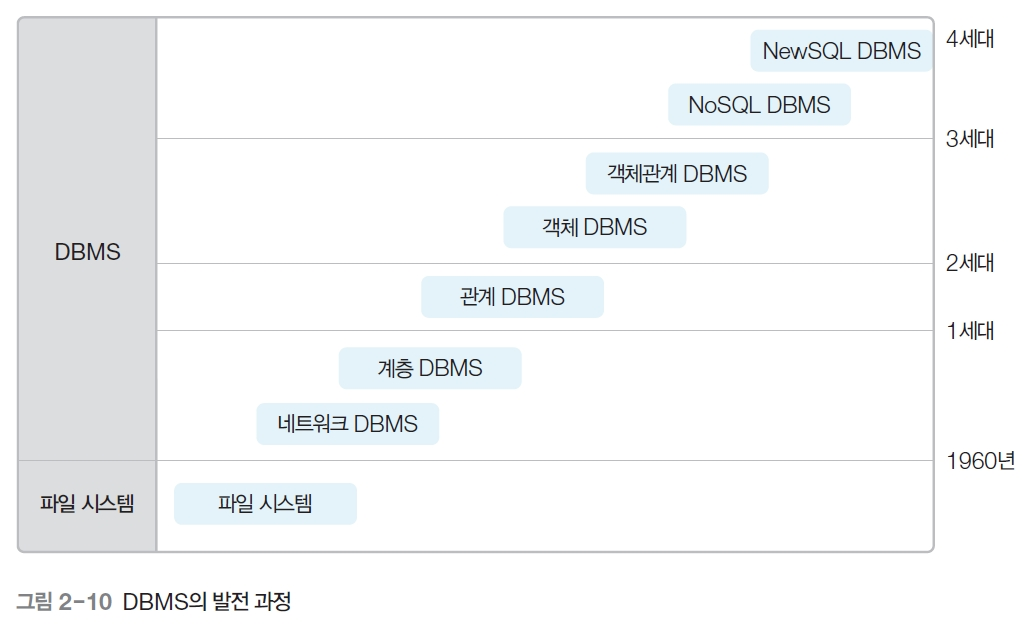 NewSQL DBMS
4세대
NoSQL DBMS
3세대
객체관계 DBMS
객체 DBMS
DBMS
2세대
관계 DBMS
1세대
계층 DBMS
네트워크 DBMS
1960년
파일 시스템
파일 시스템
그림 2-10 DBMS의 발전 과정